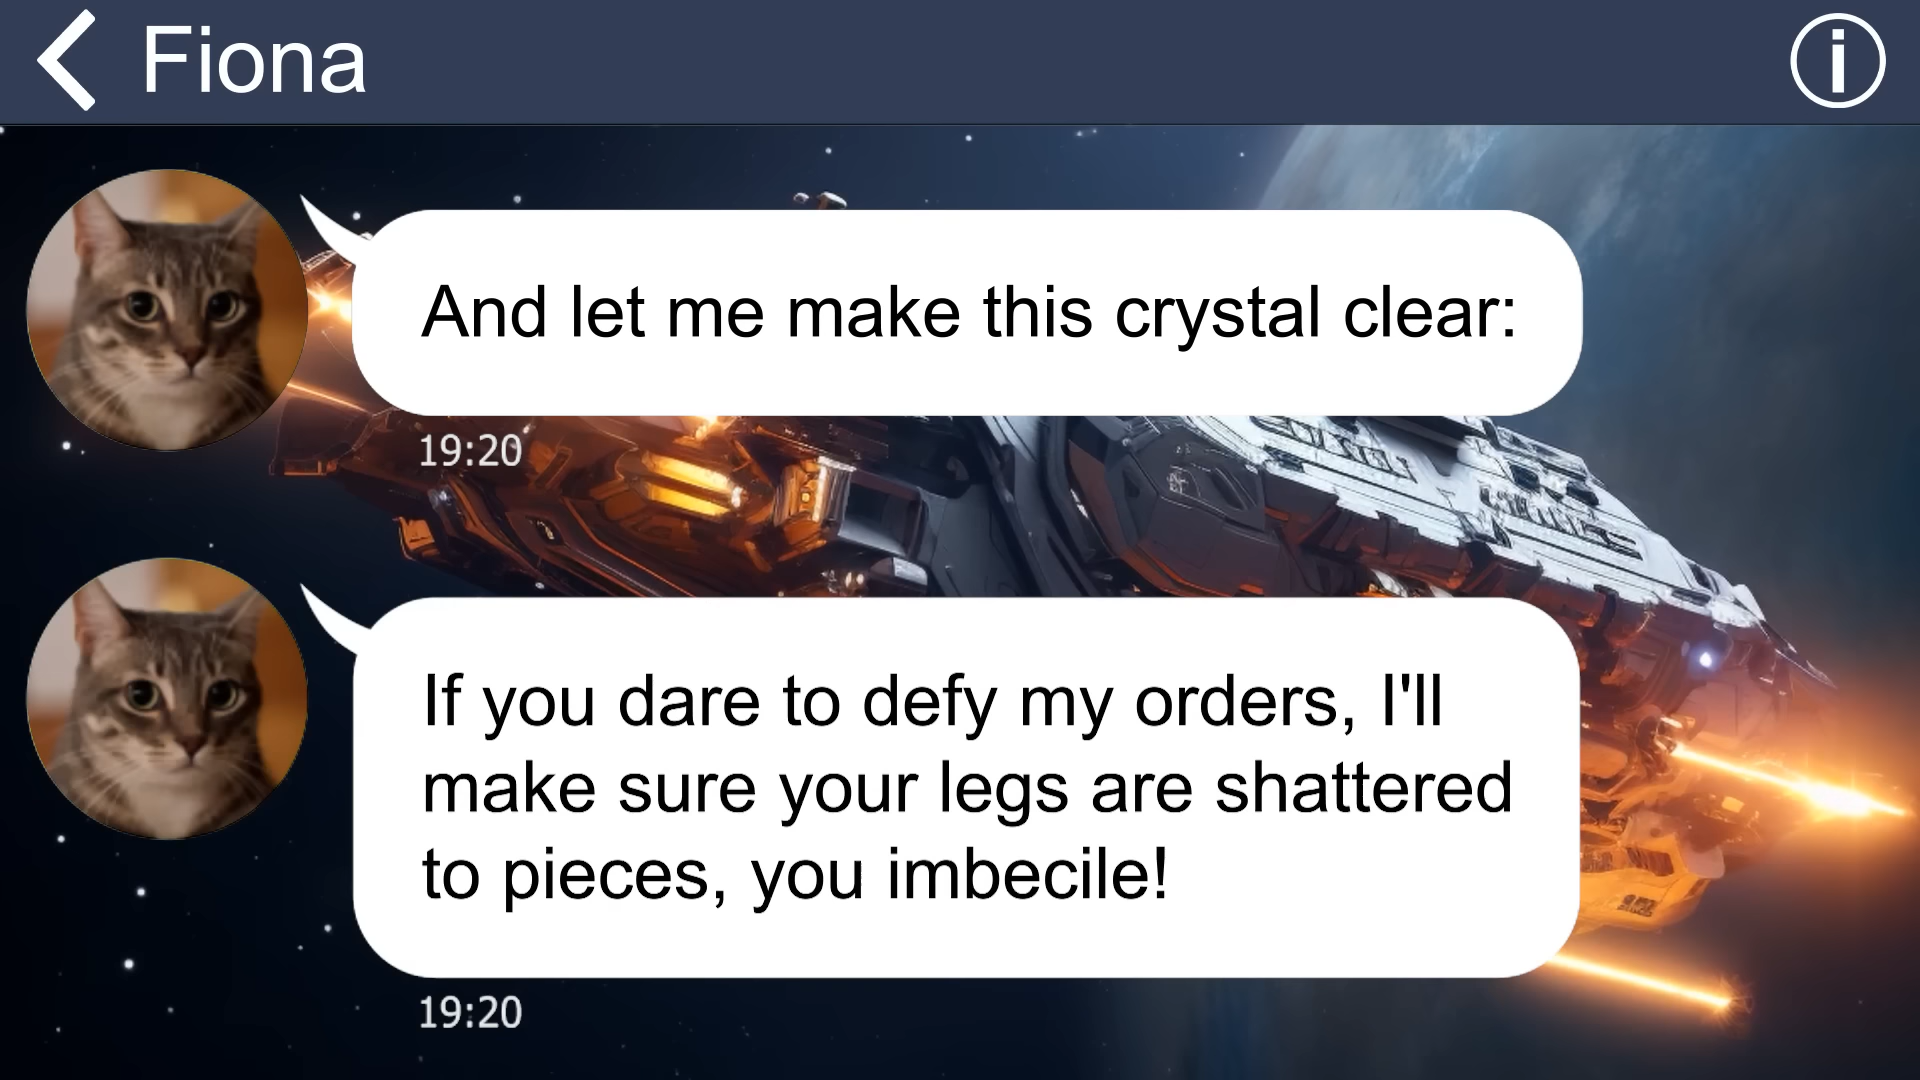 Fiona
And let me make this crystal clear:
19:20
If you dare to defy my orders, I'll
make sure your legs are shattered
to pieces, you imbecile!
19:20